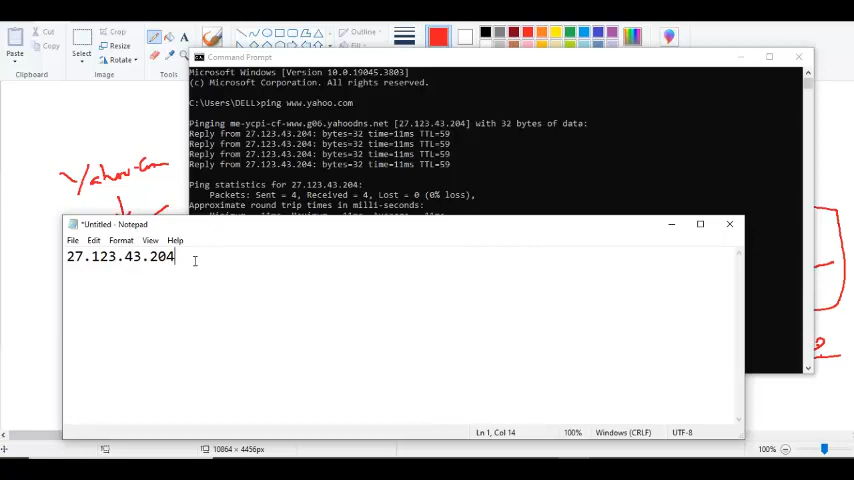 Cut
Crop
Outline
Resize
Copy
Paste
Select
Rotate
Clipboard
Image
Tools
Command Prompt
Microsoft Windows [Version 10.0.19045.3803]
(c) Microsoft Corporation. All rights reserved.
C:\Users\DELL>ping www.yahoo.com
Pinging me-ycpi-cf-www.g06.yahoodns.net [27.123.43.204] with 32 bytes of data:
Reply from 27.123.43.204: bytes=32 time=11ms TTL=59
Reply from 27.123.43.204: bytes=32 time=11ms TTL=59
Reply from 27.123.43.204: bytes=32 time=11ms TTL=59
Reply from 27.123.43.204: bytes=32 time=11ms TTL=59
Ping statistics for 27.123.43.204:
Packets: Sent = 4, Received = 4, Lost = 0 (0% loss),
Approximate round trip times in milli-seconds:
Yahoo.Com
*Untitled - Notepad
File Edit Format View Help
27.123.43.204
Ln 1, Col 14 100% Windows (CRLF) UTF-8
10864 × 4456px 100%